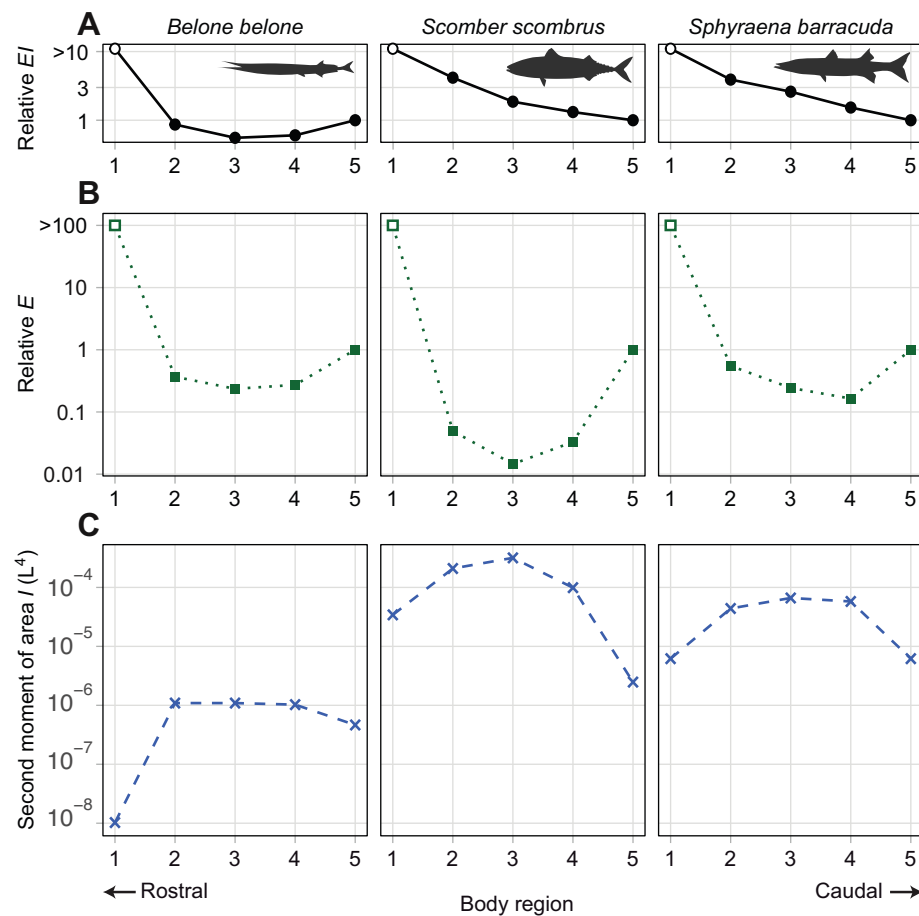 A
Belone belone
Scomber scombrus
Sphyraena barracuda
Relative EI
>10
3
1
1 2 3 4 5
1 2 3 4 5
1 2 3 4 5
B
Relative E
>100
10
1
0.1
0.01
1 2 3 4 5
1 2 3 4 5
1 2 3 4 5
C
Second moment of area I (L⁴)
10⁻⁴
10⁻⁵
10⁻⁶
10⁻⁷
10⁻⁸
1 2 3 4 5
1 2 3 4 5
1 2 3 4 5
← Rostral
Body region
Caudal →